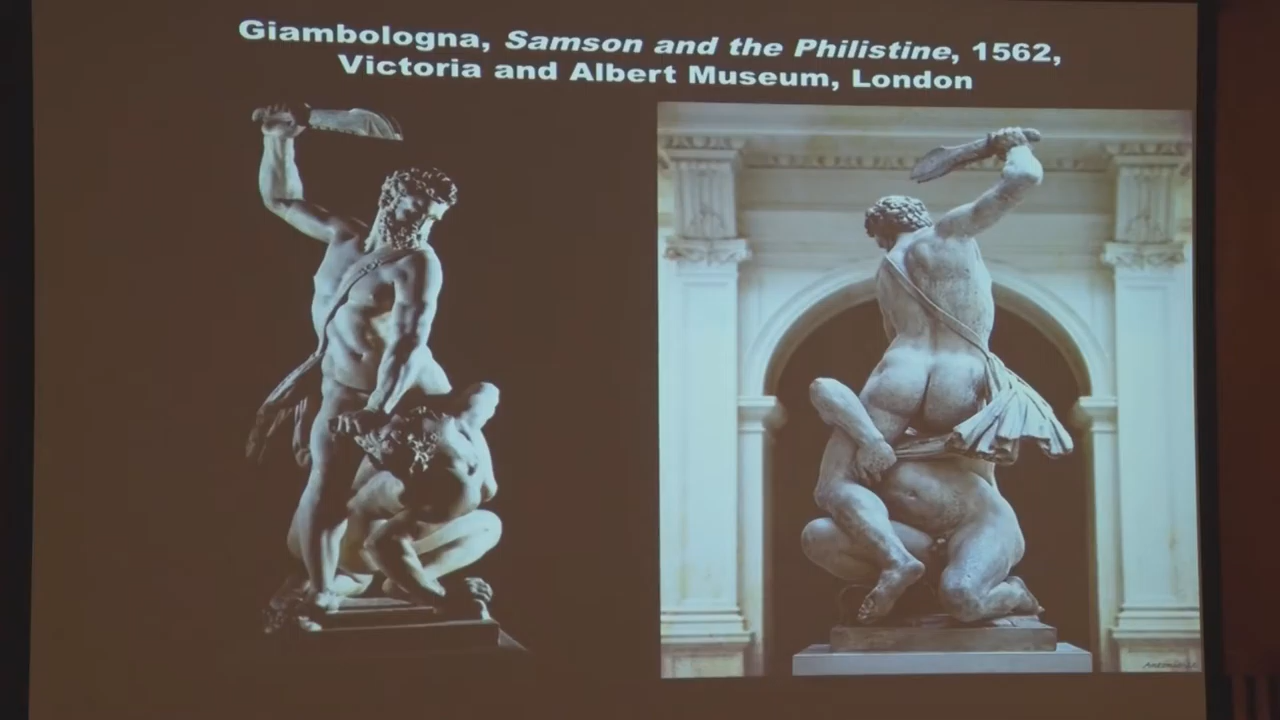 Giambologna, Samson and the Philistine, 1562,
Victoria and Albert Museum, London